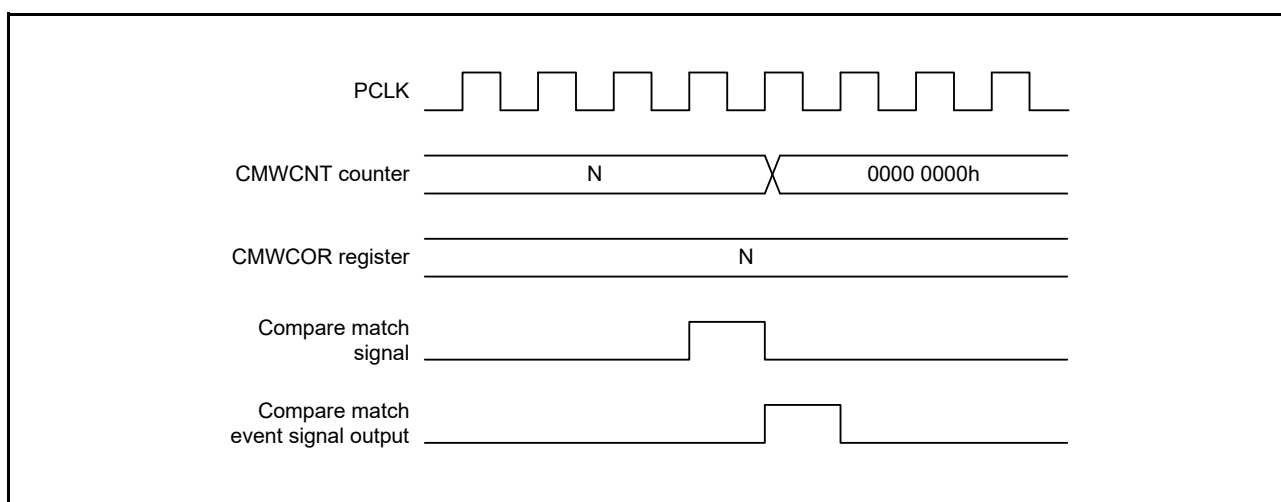 PCLK
CMWCNT counter
N
0000 0000h
CMWCOR register
N
Compare match
signal
Compare match
event signal output